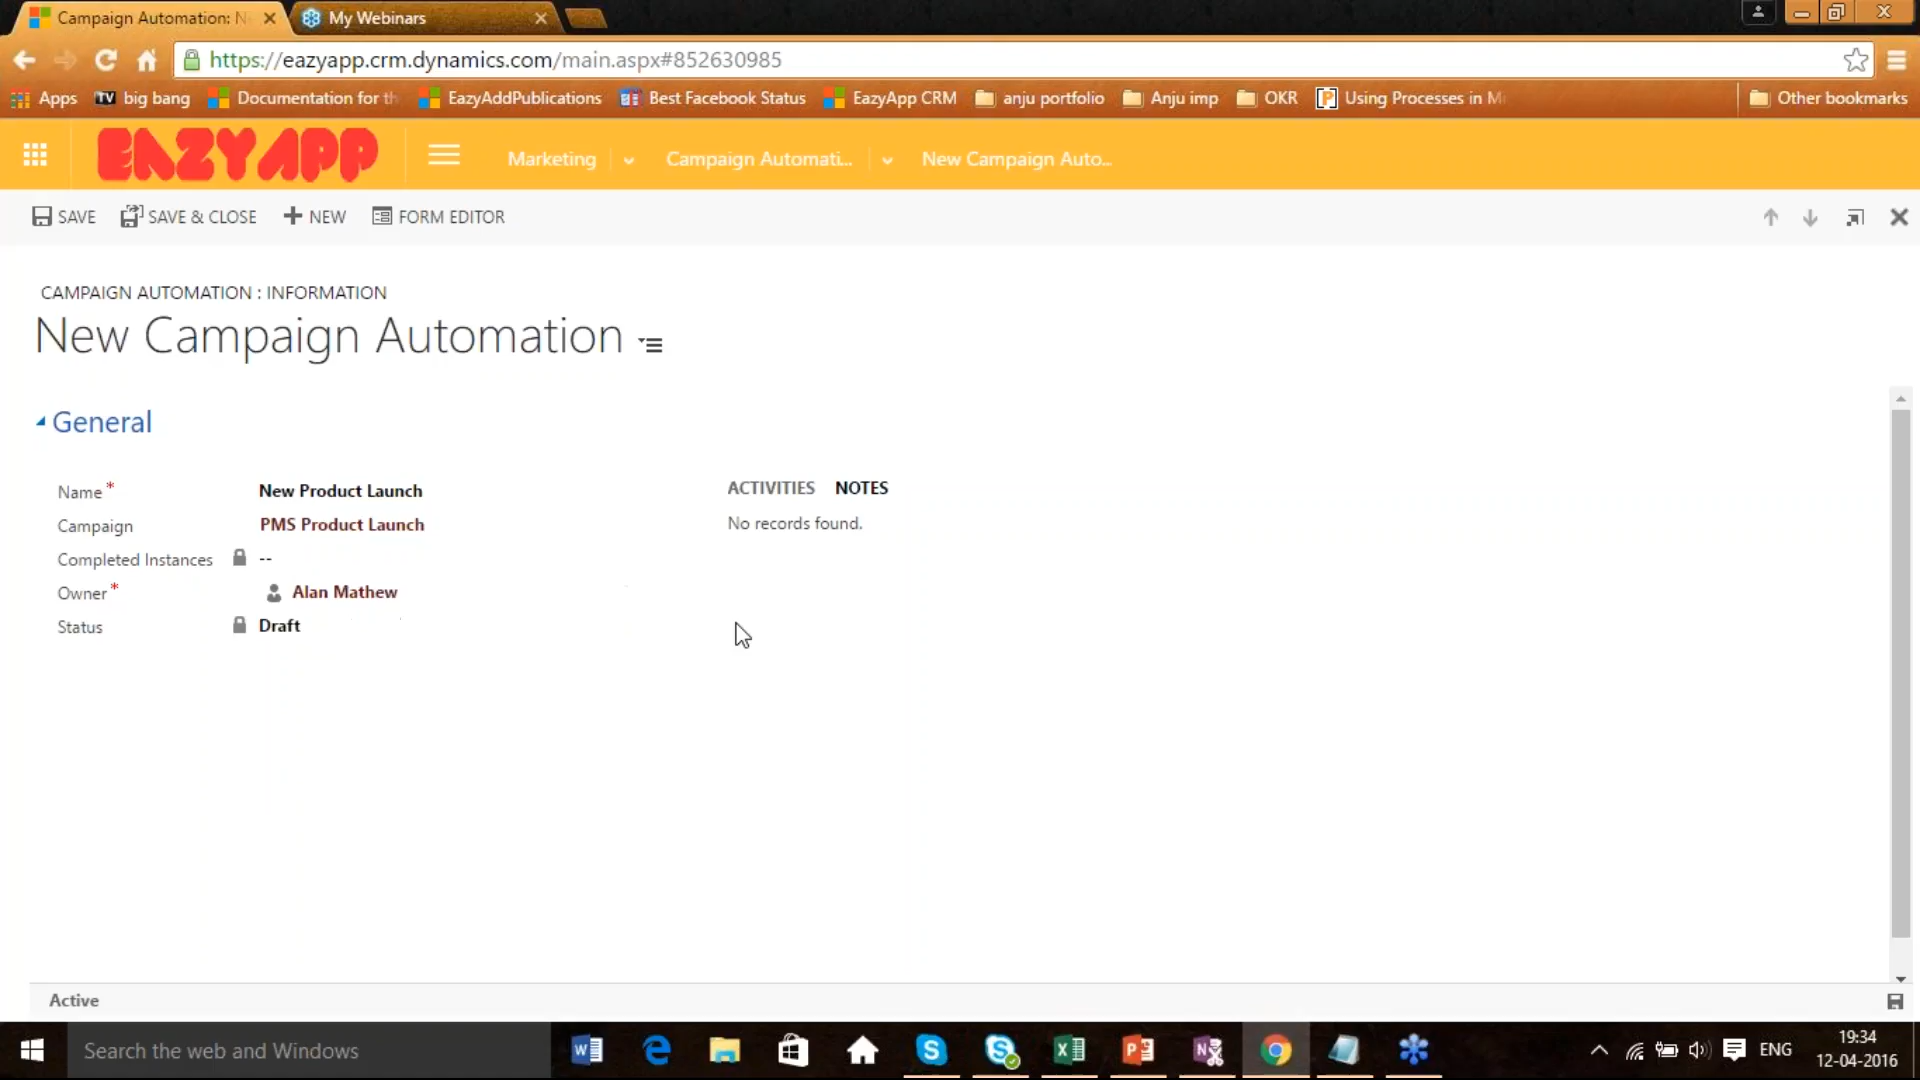 Campaign Automation: N
My Webinars
https://eazyapp.crm.dynamics.com/main.aspx#852630985
Apps
big bang
Documation for th
EazyAddPublications
Best Facebook Status
EazyApp CRM
anju portfolio
Anju imp
OKR
Using Processes in M
Other bookmarks
EAZYAPP
Marketing
Campaign Automati...
New Campaign Auto...
SAVE
SAVE & CLOSE
NEW
FORM EDITOR
CAMPAIGN AUTOMATION : INFORMATION
New Campaign Automation
General
Name*
New Product Launch
Campaign
PMS Product Launch
Completed Instances
--
Owner*
Alan Mathew
Status
Draft
ACTIVITIES NOTES
No records found.
Active
Search the web and Windows
ENG
19:34
12-04-2016